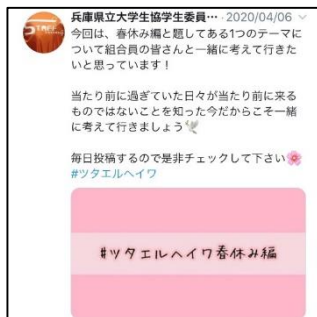 兵庫県立大学生協学生委員… · 2020/04/06
今回は、春休み編と題してある1つのテーマに
ついて組合員の皆さんと一緒に考えて行きた
いと思っています！
当たり前に過ぎていた日々が当たり前に来る
ものではないことを知った今だからこそ一緒
に考えて行きましょう🕊
毎日投稿するので是非チェックして下さい🌸
#ツタエルヘイワ
#ツタエルヘイワ春休み編